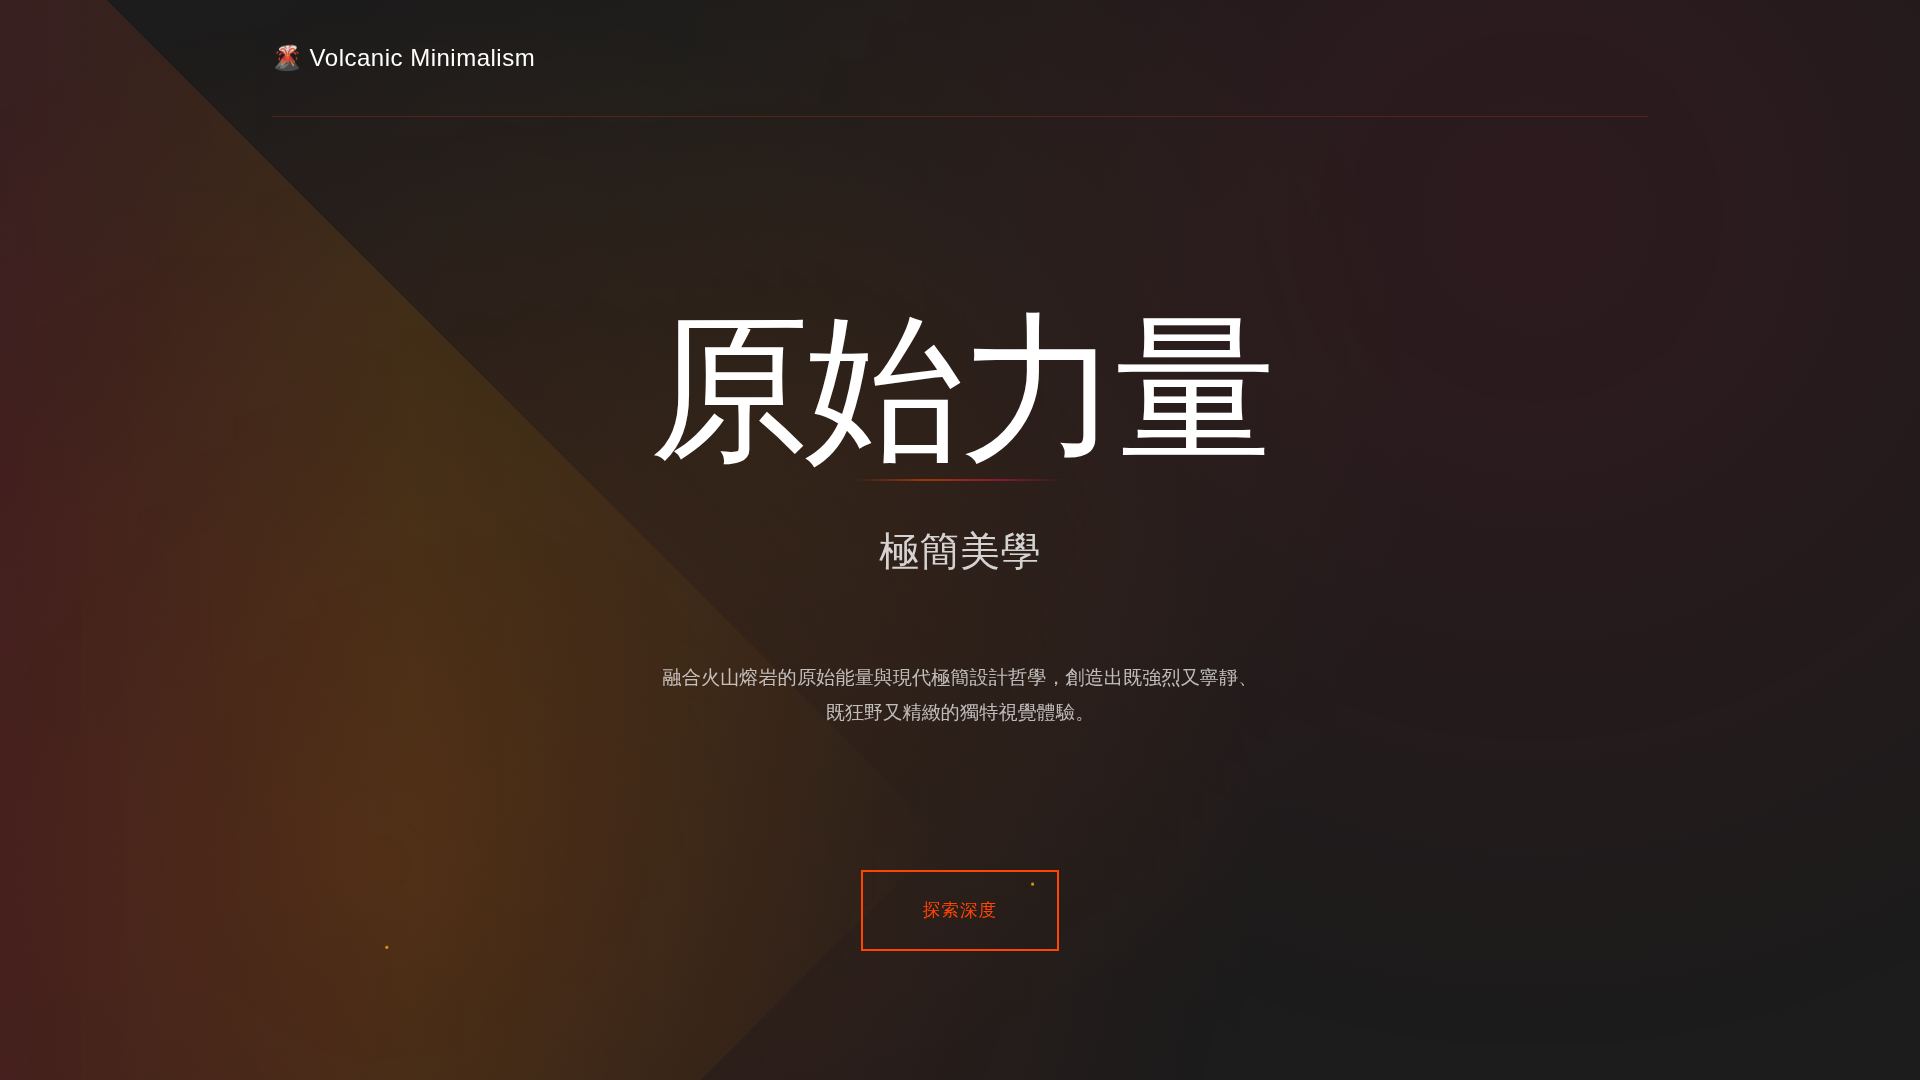 🌋 Volcanic Minimalism
原始力量
極簡美學
融合火山熔岩的原始能量與現代極簡設計哲學，創造出既強烈又寧靜、
既狂野又精緻的獨特視覺體驗。
探索深度